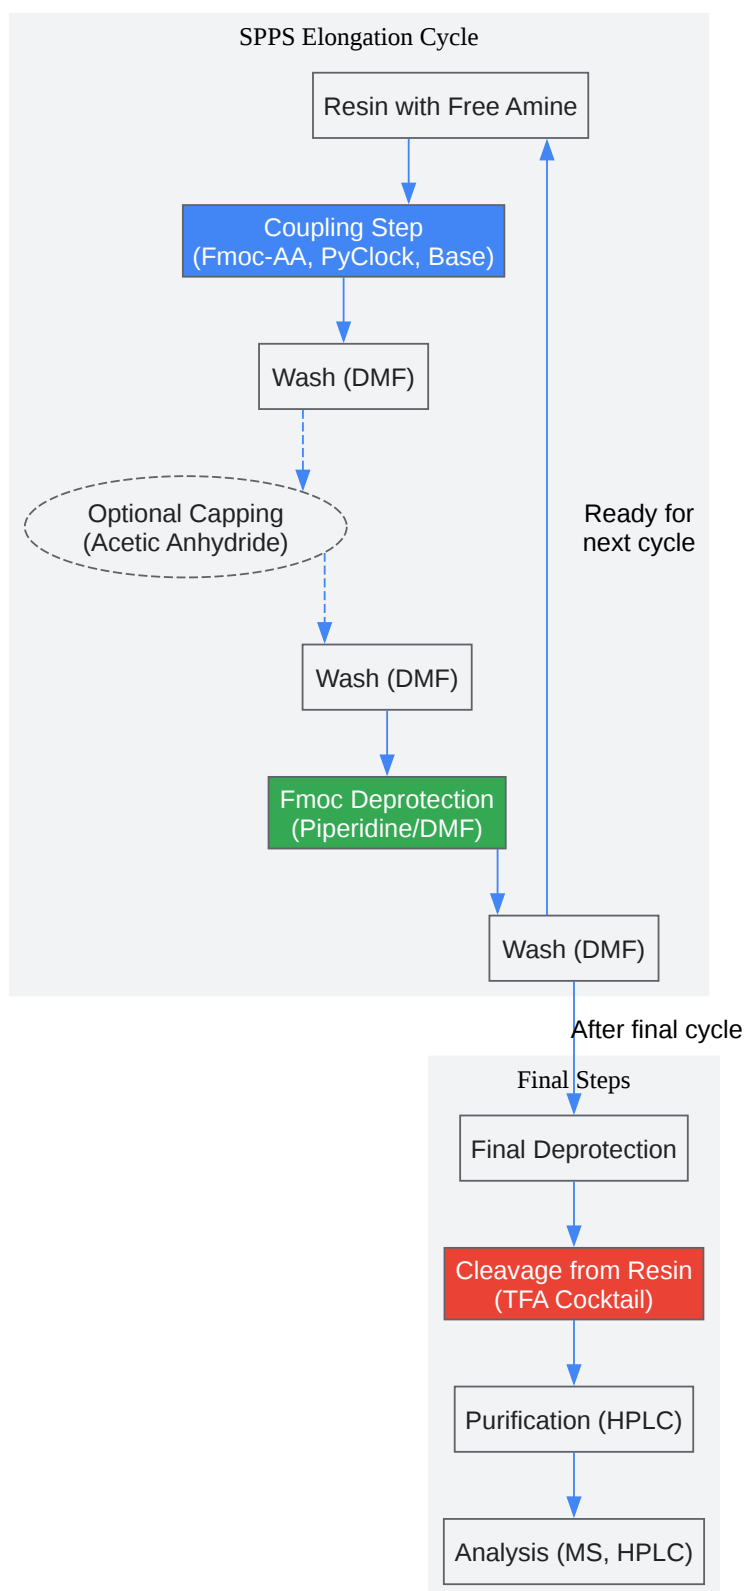 SPPS Elongation Cycle
Resin with Free Amine
Coupling Step
(Fmoc-AA, PyClock, Base)
Wash (DMF)
Optional Capping
(Acetic Anhydride)
Ready for
next cycle
Wash (DMF)
Fmoc Deprotection
(Piperidine/DMF)
Wash (DMF)
After final cycle
Final Steps
Final Deprotection
Cleavage from Resin
(TFA Cocktail)
Purification (HPLC)
Analysis (MS, HPLC)